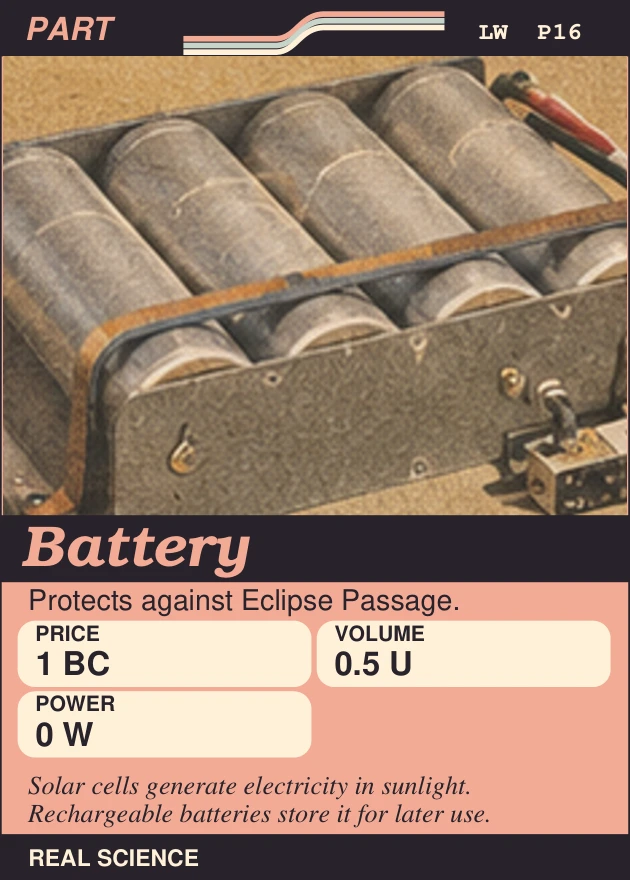 PART
LW P16
Battery
Protects against Eclipse Passage.
PRICE
1 BC
VOLUME
0.5 U
POWER
0 W
Solar cells generate electricity in sunlight.
Rechargeable batteries store it for later use.
REAL SCIENCE